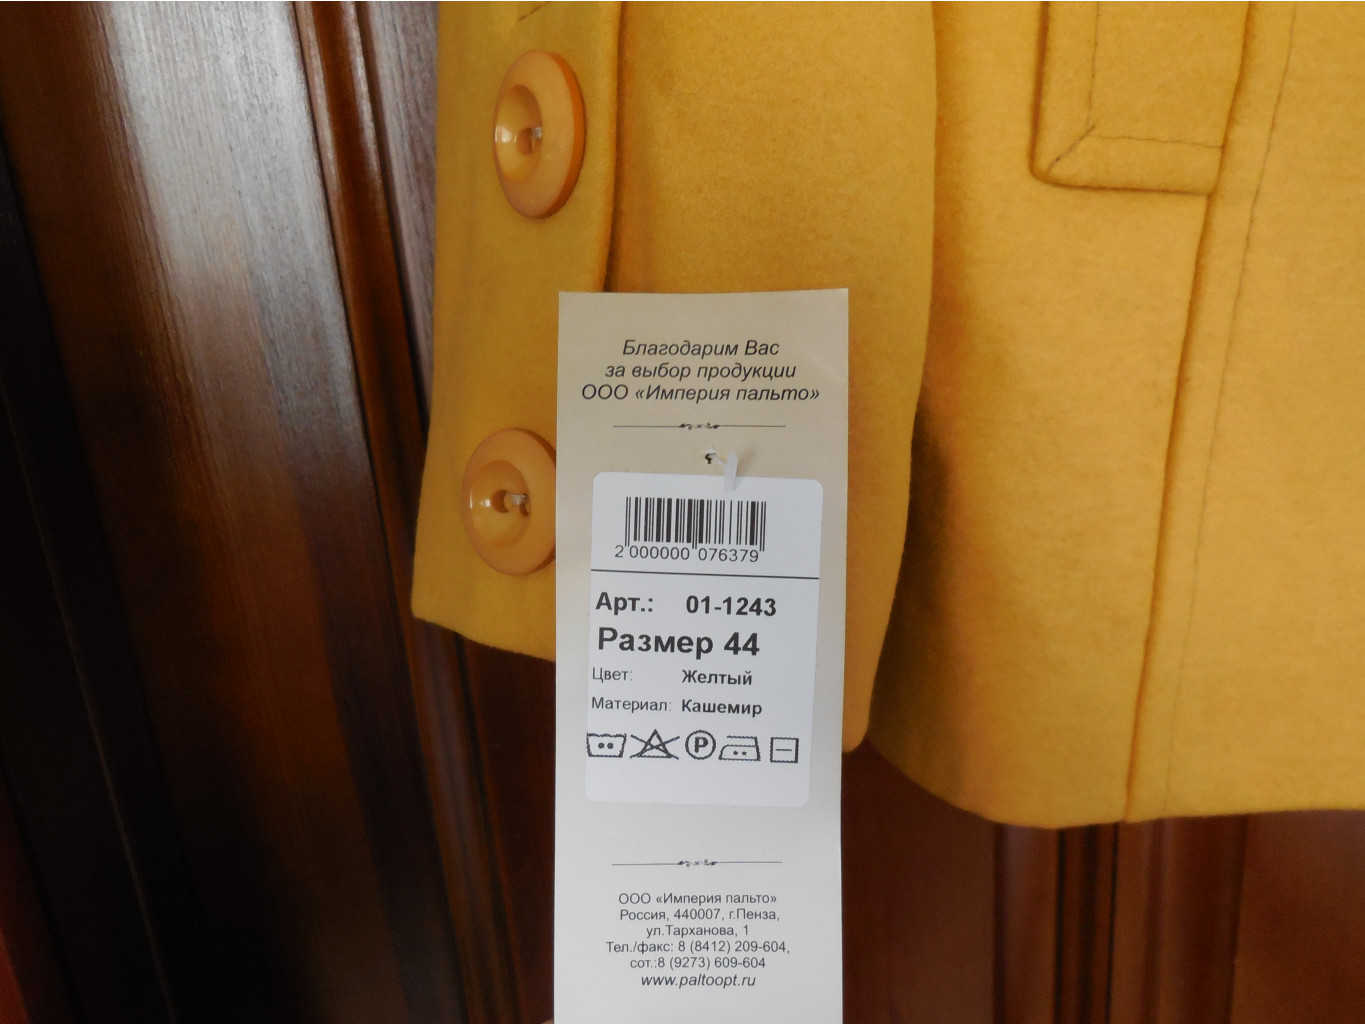 Благодарим Вас
за выбор продукции
ООО «Империя пальто»
2 000000 076379
Арт.: 01-1243
Размер 44
Цвет: Желтый
Материал: Кашемир
P
ООО «Империя пальто»
Россия, 440007, г.Пенза,
ул.Тарханова, 1
Тел./факс: 8 (8412) 209-604,
сот.:8 (9273) 609-604
www.paltoopt.ru